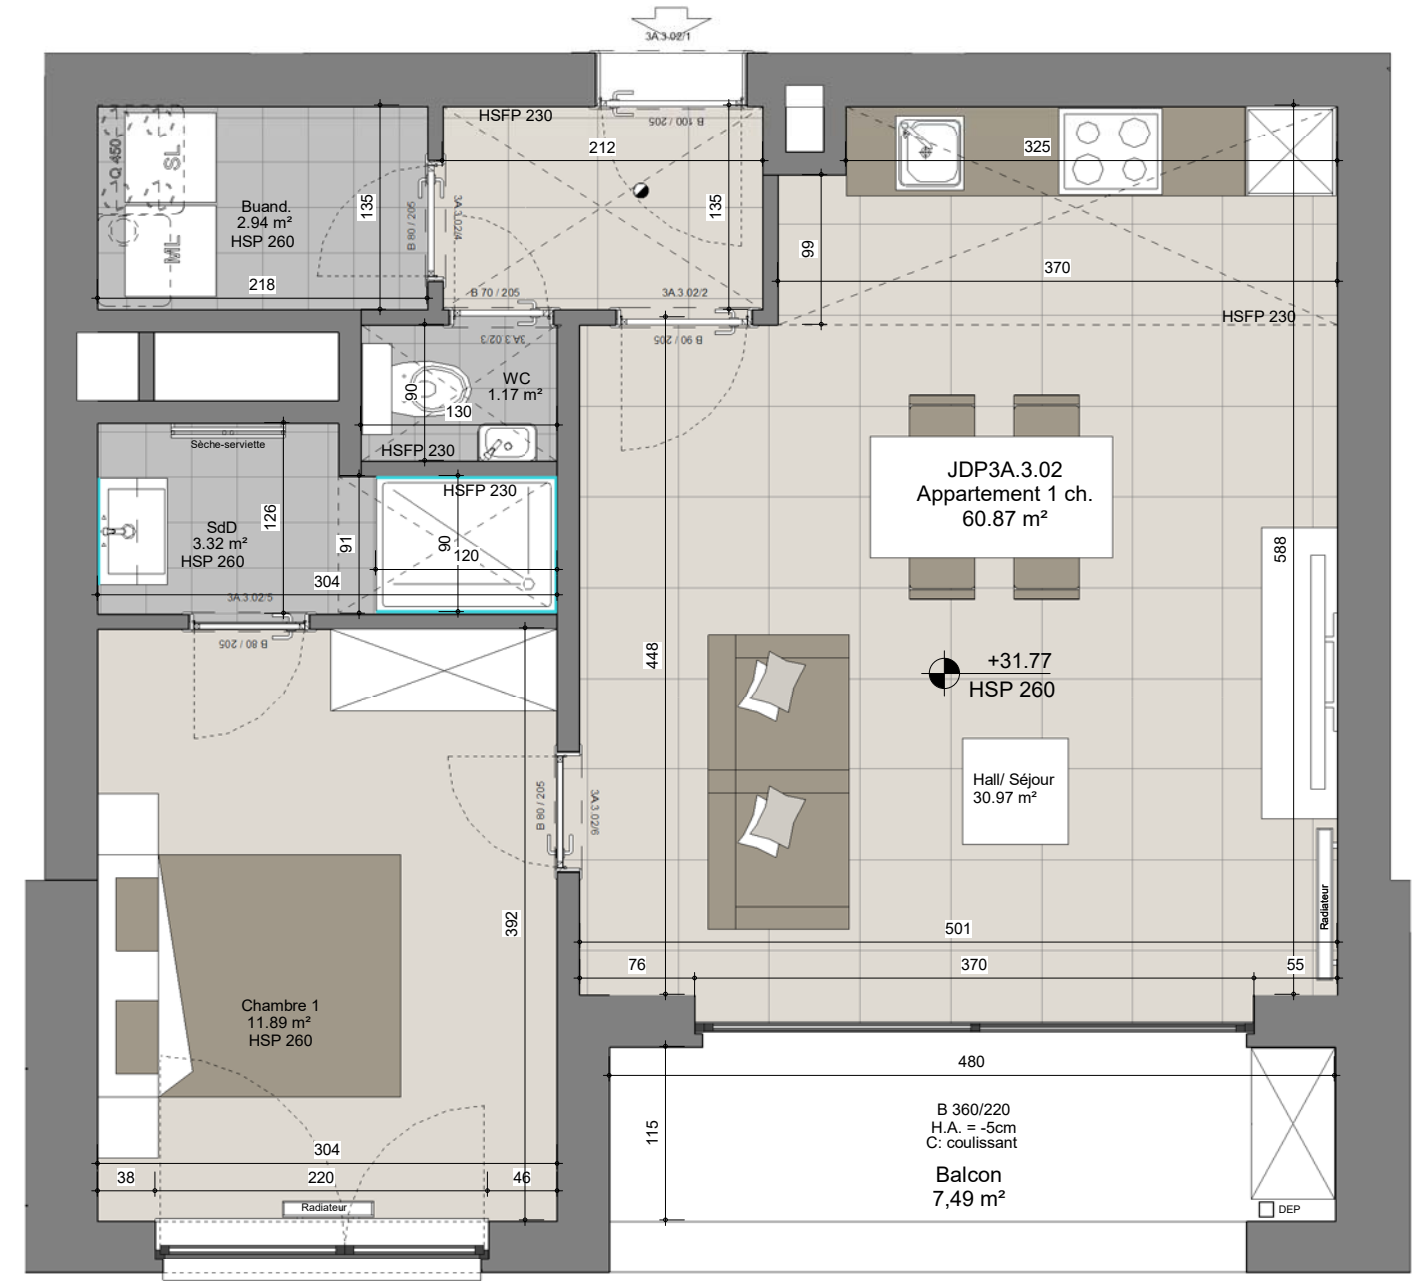 3A.3.02/1
HSFP 230
B 100 / 205
212
325
Q 450
SL
ML
135
Buand.
2.94 m²
HSP 260
B 80 / 205
3A.3.02/4
135
218
99
370
B 70 / 205
3A.3.02/2
HSFP 230
3A.3.02/3
B 90 / 205
WC
1.17 m²
90
130
HSFP 230
Sèche-serviette
JDP3A.3.02
Appartement 1 ch.
60.87 m²
HSFP 230
SdD
3.32 m²
HSP 260
126
91
90
120
304
588
3A.3.02/5
B 80 / 205
448
+31.77
HSP 260
Hall/ Séjour
30.97 m²
B 80 / 205
3A.3.02/6
392
Radiateur
501
76
370
55
Chambre 1
11.89 m²
HSP 260
480
115
B 360/220
H.A. = -5cm
C: coulissant
Balcon
7,49 m²
304
38
220
46
Radiateur
DEP